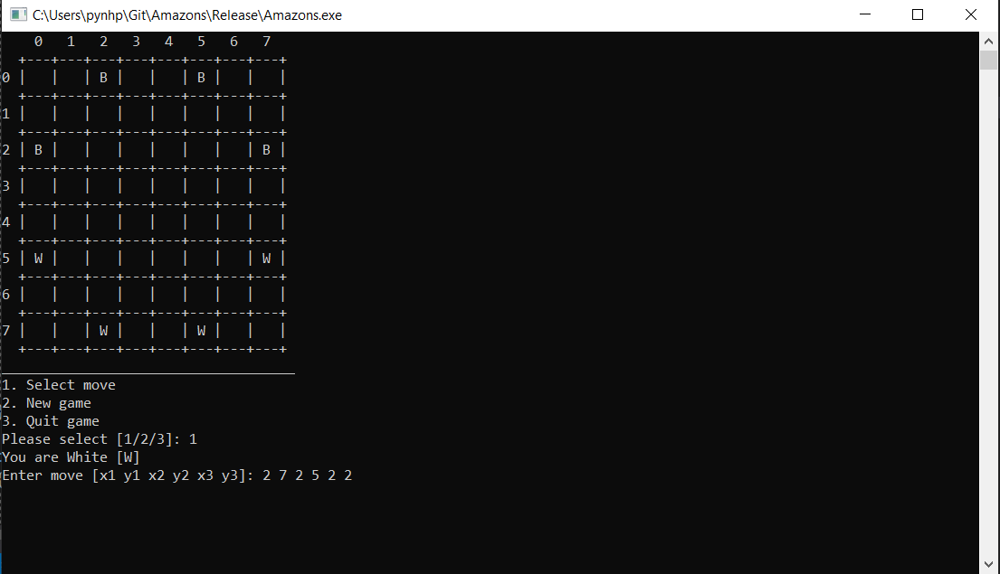 C:\Users\pynhp\Git\Amazons\Release\Amazons.exe
    0   1   2   3   4   5   6   7
  +---+---+---+---+---+---+---+---+
0 |   |   | B |   |   | B |   |   |
  +---+---+---+---+---+---+---+---+
1 |   |   |   |   |   |   |   |   |
  +---+---+---+---+---+---+---+---+
2 | B |   |   |   |   |   |   | B |
  +---+---+---+---+---+---+---+---+
3 |   |   |   |   |   |   |   |   |
  +---+---+---+---+---+---+---+---+
4 |   |   |   |   |   |   |   |   |
  +---+---+---+---+---+---+---+---+
5 | W |   |   |   |   |   |   | W |
  +---+---+---+---+---+---+---+---+
6 |   |   |   |   |   |   |   |   |
  +---+---+---+---+---+---+---+---+
7 |   |   | W |   |   | W |   |   |
  +---+---+---+---+---+---+---+---+
____________________________________
1. Select move
2. New game
3. Quit game
Please select [1/2/3]: 1
You are White [W]
Enter move [x1 y1 x2 y2 x3 y3]: 2 7 2 5 2 2